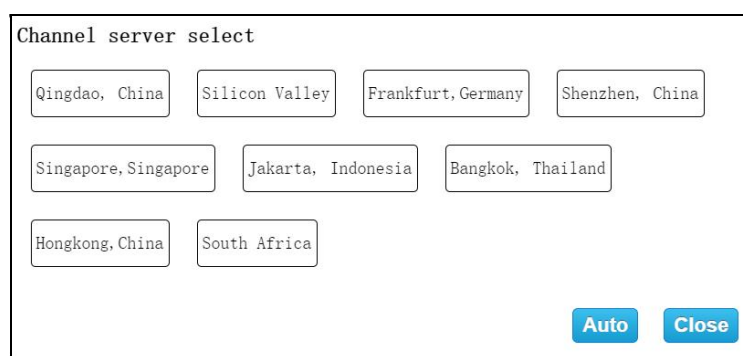 Channel server select
Qingdao, China Silicon Valley Frankfurt,Germany Shenzhen, China
Singapore,Singapore Jakarta, Indonesia Bangkok, Thailand
Hongkong,China South Africa
Auto Close